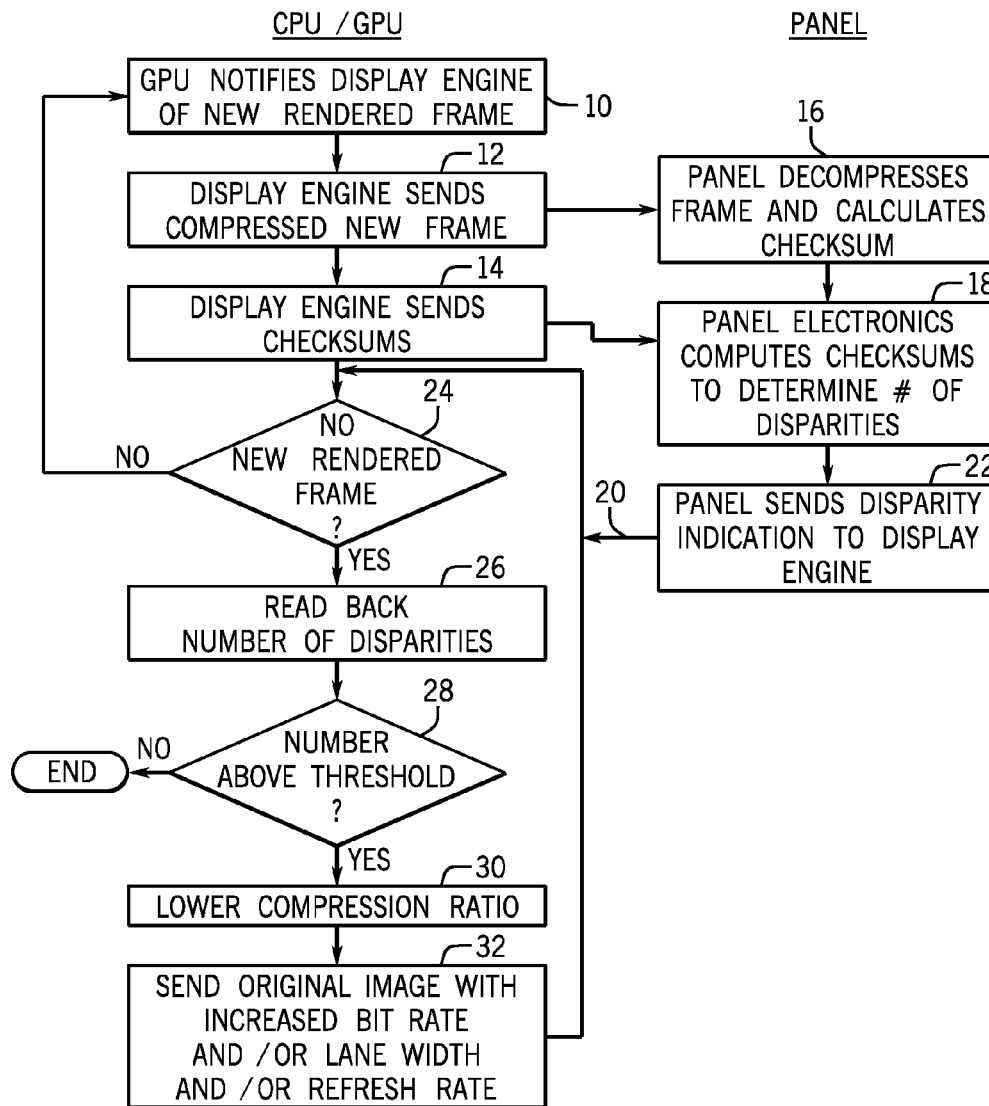 CPU / GPU
PANEL
GPU NOTIFIES DISPLAY ENGINE
OF NEW RENDERED FRAME
10
12
DISPLAY ENGINE SENDS
COMPRESSED NEW FRAME
14
DISPLAY ENGINE SENDS
CHECKSUMS
16
PANEL DECOMPRESSES
FRAME AND CALCULATES
CHECKSUM
18
PANEL ELECTRONICS
COMPUTES CHECKSUMS
TO DETERMINE # OF
DISPARITIES
22
PANEL SENDS DISPARITY
INDICATION TO DISPLAY
ENGINE
20
24
NO
NEW RENDERED
FRAME
?
NO
YES
26
READ BACK
NUMBER OF DISPARITIES
28
NUMBER
ABOVE THRESHOLD
?
NO
END
YES
30
LOWER COMPRESSION RATIO
32
SEND ORIGINAL IMAGE WITH
INCREASED BIT RATE
AND /OR LANE WIDTH
AND /OR REFRESH RATE